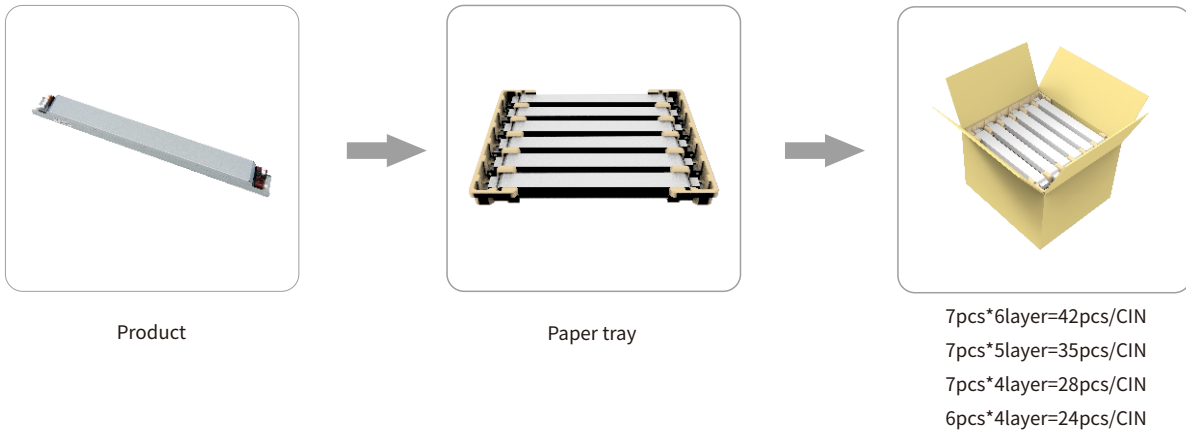 Product
Paper tray
7pcs*6layer=42pcs/CIN
7pcs*5layer=35pcs/CIN
7pcs*4layer=28pcs/CIN
6pcs*4layer=24pcs/CIN